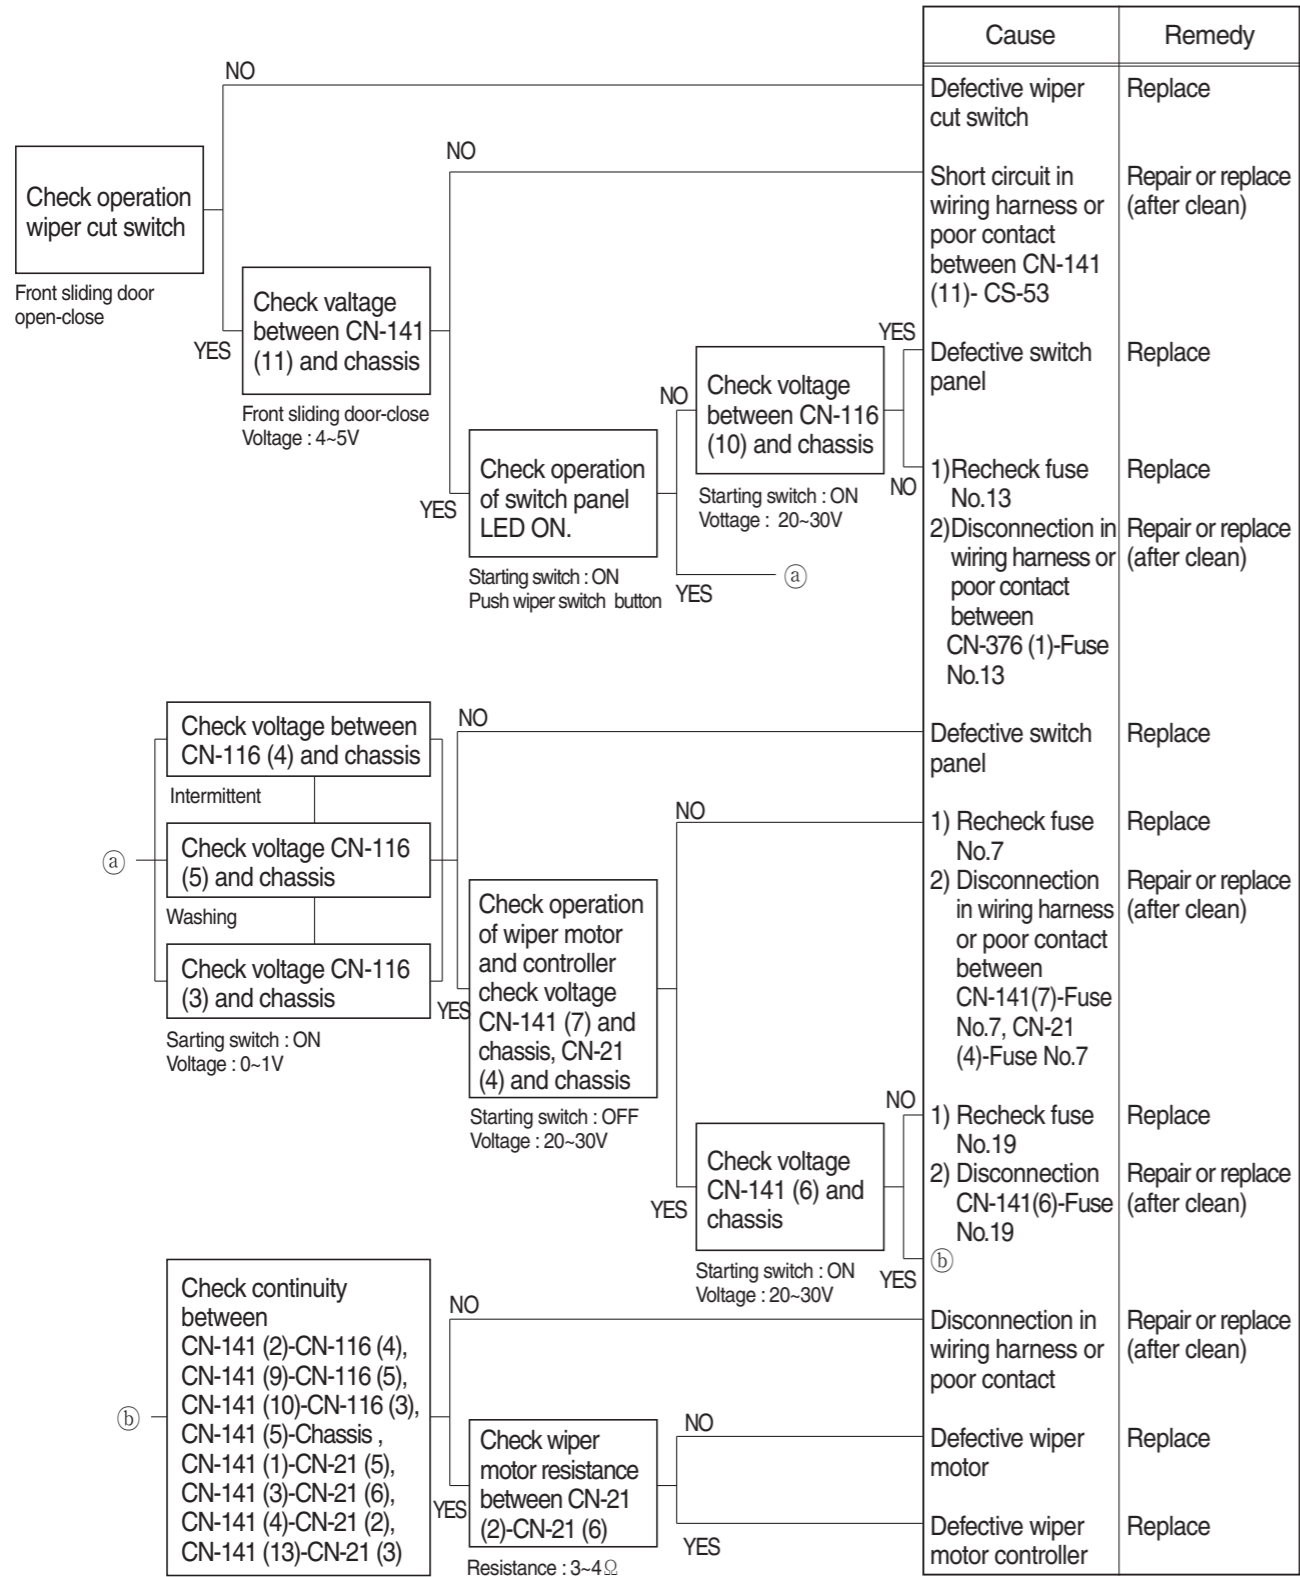 Cause
Remedy
NO
Defective wiper
cut switch
Replace
Check operation
wiper cut switch
Front sliding door
open-close
NO
Short circuit in
wiring harness or
poor contact
between CN-141
(11)- CS-53
Repair or replace
(after clean)
YES
Check valtage
between CN-141
(11) and chassis
Front sliding door-close
Voltage : 4~5V
YES
Check operation
of switch panel
LED ON.
Starting switch : ON
Push wiper switch button
NO
Check voltage
between CN-116
(10) and chassis
Starting switch : ON
Vottage : 20~30V
YES
Defective switch
panel
Replace
NO
1)Recheck fuse
No.13
Replace
2)Disconnection in
wiring harness or
poor contact
between
CN-376 (1)-Fuse
No.13
Repair or replace
(after clean)
YES
ⓐ
ⓐ
Check voltage between
CN-116 (4) and chassis
Intermittent
Check voltage CN-116
(5) and chassis
Washing
Check voltage CN-116
(3) and chassis
Sarting switch : ON
Voltage : 0~1V
NO
Defective switch
panel
Replace
YES
Check operation
of wiper motor
and controller
check voltage
CN-141 (7) and
chassis, CN-21
(4) and chassis
Starting switch : OFF
Voltage : 20~30V
NO
1) Recheck fuse
No.7
Replace
2) Disconnection
in wiring harness
or poor contact
between
CN-141(7)-Fuse
No.7, CN-21
(4)-Fuse No.7
Repair or replace
(after clean)
YES
Check voltage
CN-141 (6) and
chassis
Starting switch : ON
Voltage : 20~30V
NO
1) Recheck fuse
No.19
Replace
2) Disconnection
CN-141(6)-Fuse
No.19
Repair or replace
(after clean)
YES
ⓑ
ⓑ
Check continuity
between
CN-141 (2)-CN-116 (4),
CN-141 (9)-CN-116 (5),
CN-141 (10)-CN-116 (3),
CN-141 (5)-Chassis ,
CN-141 (1)-CN-21 (5),
CN-141 (3)-CN-21 (6),
CN-141 (4)-CN-21 (2),
CN-141 (13)-CN-21 (3)
NO
Disconnection in
wiring harness or
poor contact
Repair or replace
(after clean)
YES
Check wiper
motor resistance
between CN-21
(2)-CN-21 (6)
Resistance : 3~4Ω
NO
Defective wiper
motor
Replace
YES
Defective wiper
motor controller
Replace